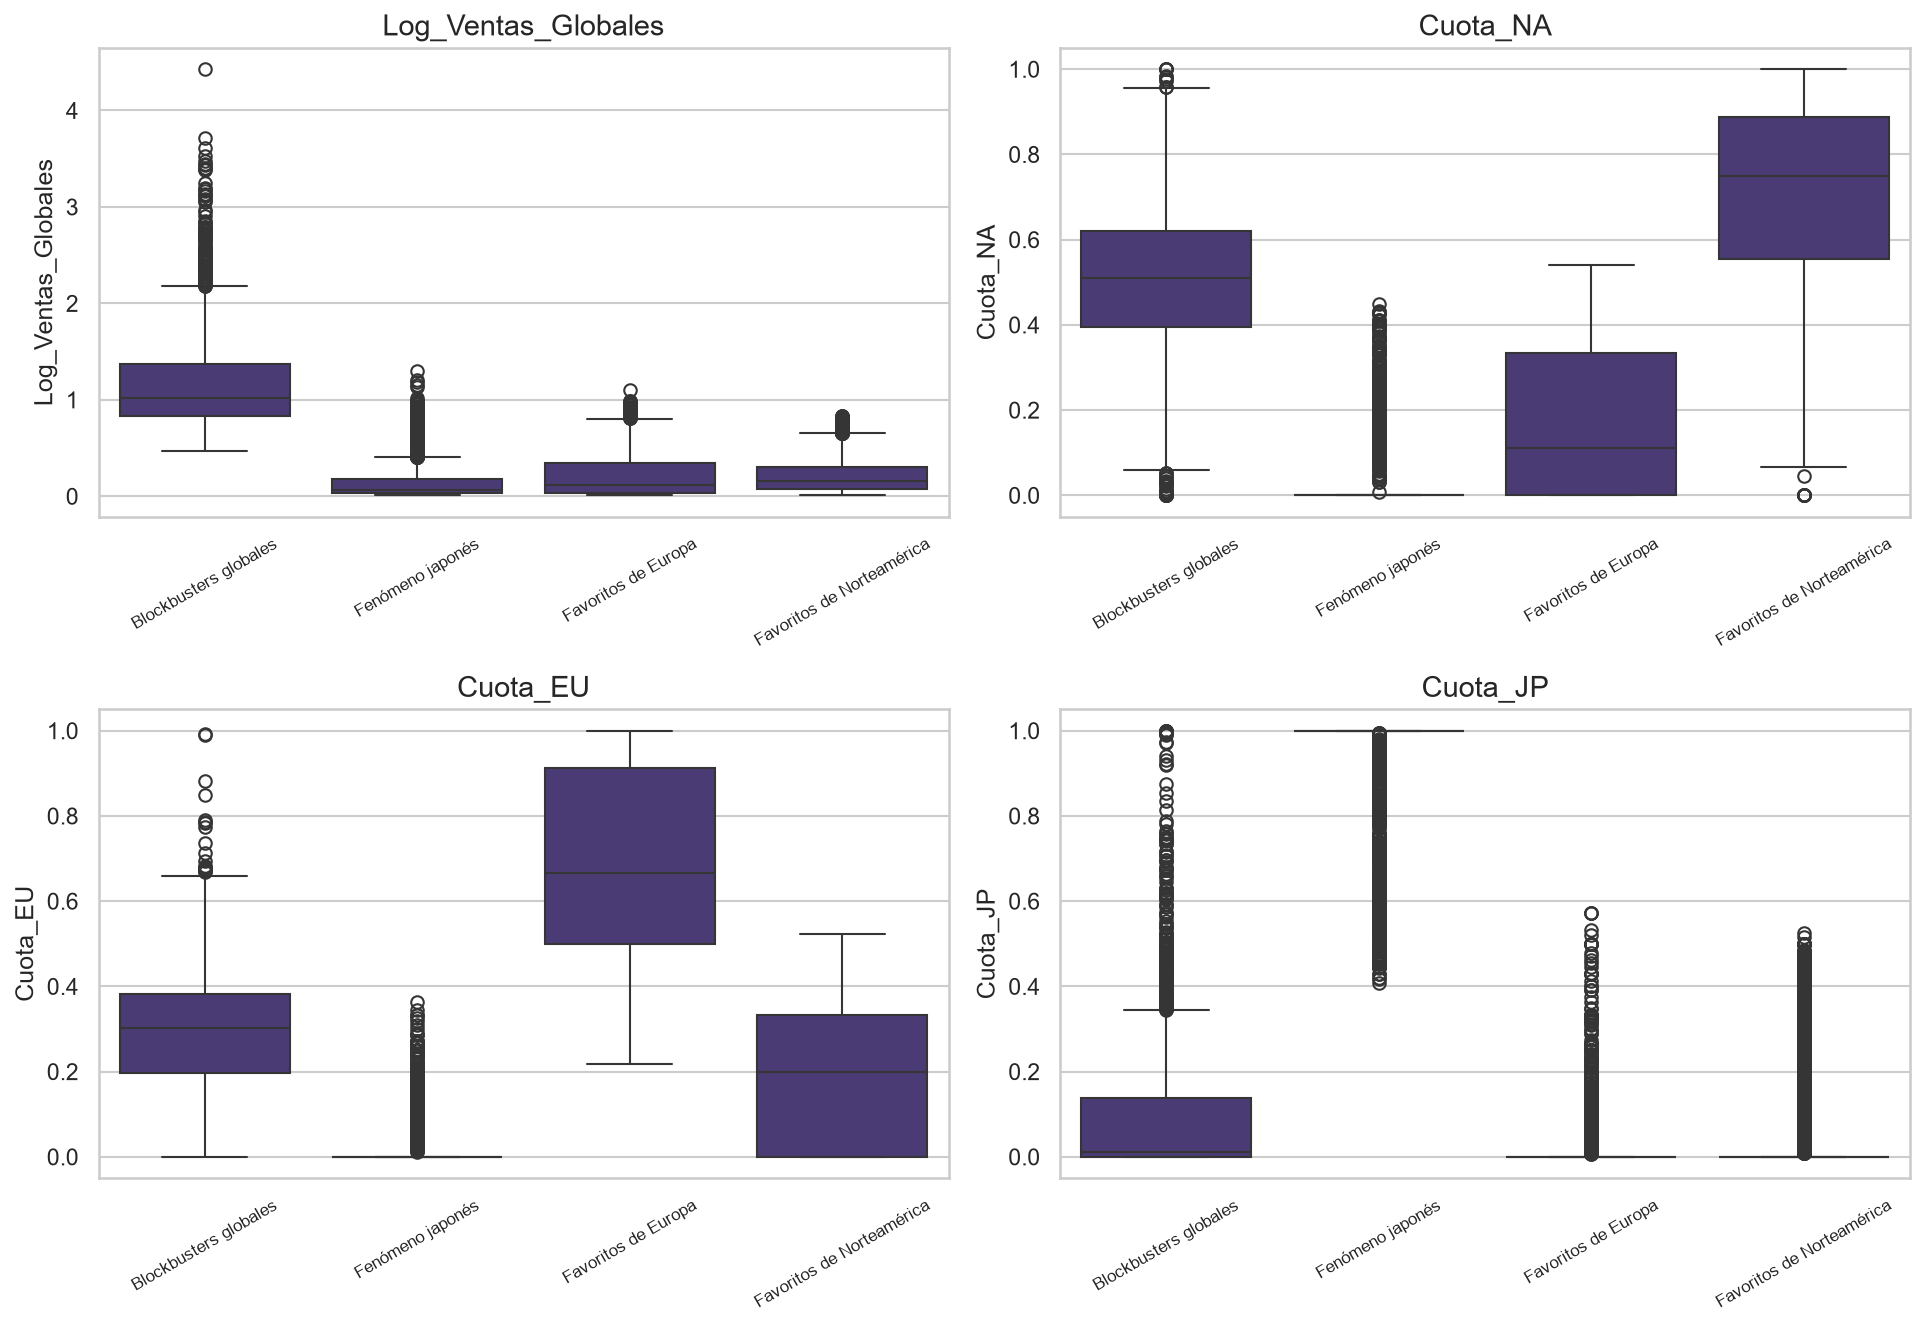 Log_Ventas_Globales
Log_Ventas_Globales
4
3
2
1
0
Blockbusters globales
Fenómeno japonés
Favoritos de Europa
Favoritos de Norteamérica
Cuota_NA
Cuota_NA
1.0
0.8
0.6
0.4
0.2
0.0
Blockbusters globales
Fenómeno japonés
Favoritos de Europa
Favoritos de Norteamérica
Cuota_EU
Cuota_EU
1.0
0.8
0.6
0.4
0.2
0.0
Blockbusters globales
Fenómeno japonés
Favoritos de Europa
Favoritos de Norteamérica
Cuota_JP
Cuota_JP
1.0
0.8
0.6
0.4
0.2
0.0
Blockbusters globales
Fenómeno japonés
Favoritos de Europa
Favoritos de Norteamérica